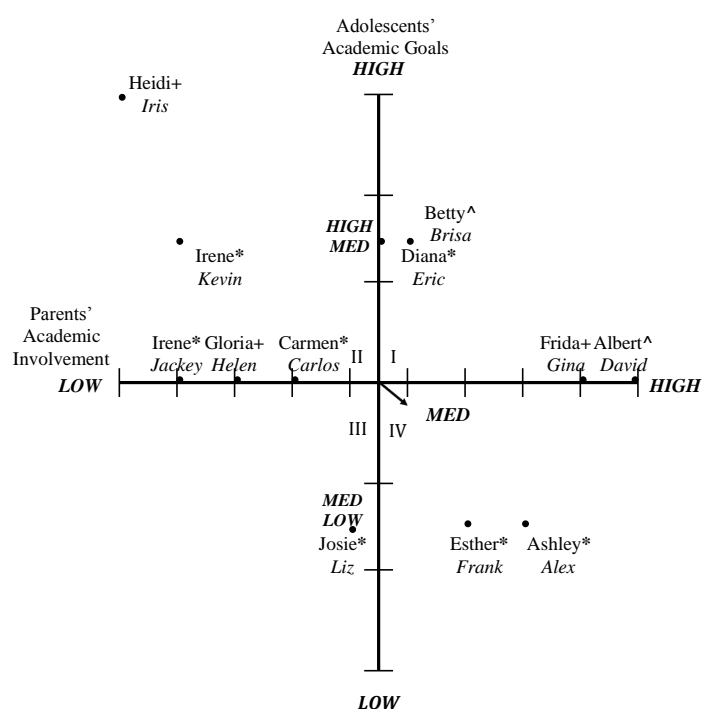 Adolescents'
Academic Goals
HIGH
Heidi+
Iris
Betty^
Brisa
HIGH
MED
Irene*
Kevin
Diana*
Eric
Parents'
Academic
Involvement
LOW
Irene* Gloria+ Carmen* II I Frida+ Albert^
Jackey Helen Carlos Gina David
HIGH
MED
III IV
MED
LOW
Josie* Esther* Ashley*
Liz Frank Alex
LOW